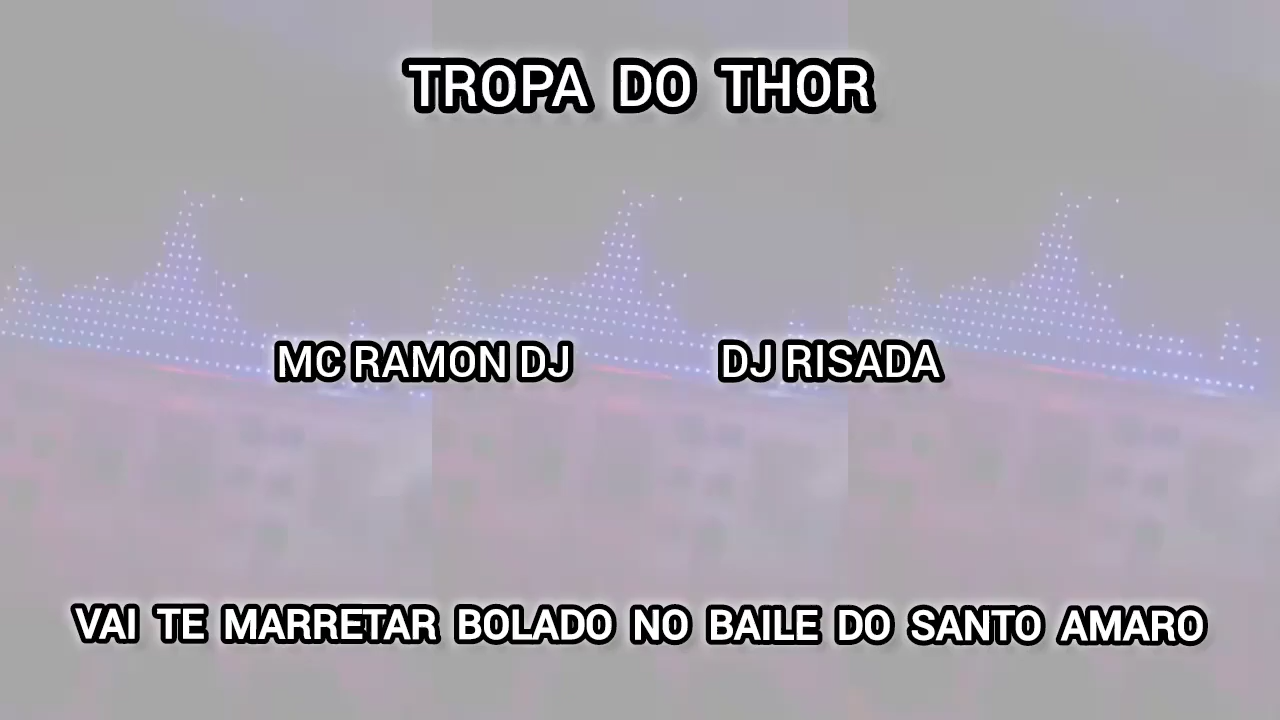 TROPA DO THOR
MC RAMON DJ DJ RISADA
VAI TE MARRETAR BOLADO NO BAILE DO SANTO AMARO